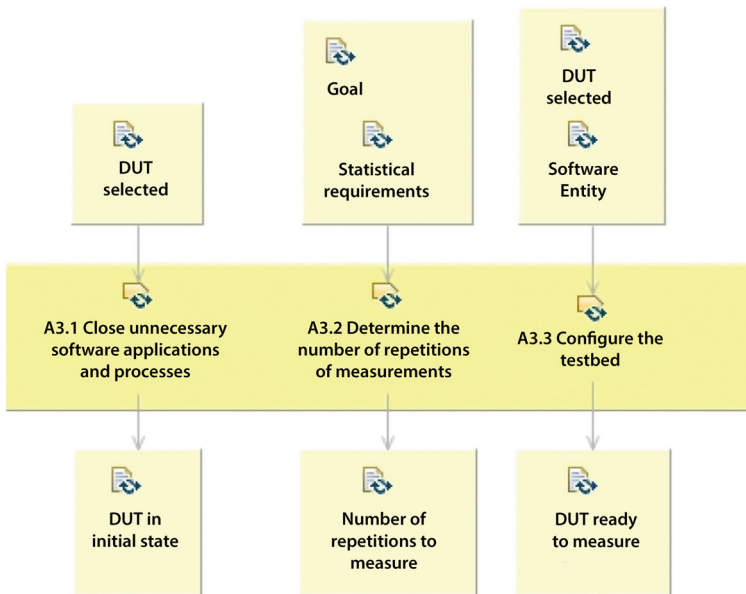 DUT
selected
Goal
Statistical
requirements
DUT
selected
Software
Entity
A3.1 Close unnecessary
software applications
and processes
A3.2 Determine the
number of repetitions
of measurements
A3.3 Configure the
testbed
DUT in
initial state
Number of
repetitions to
measure
DUT ready
to measure